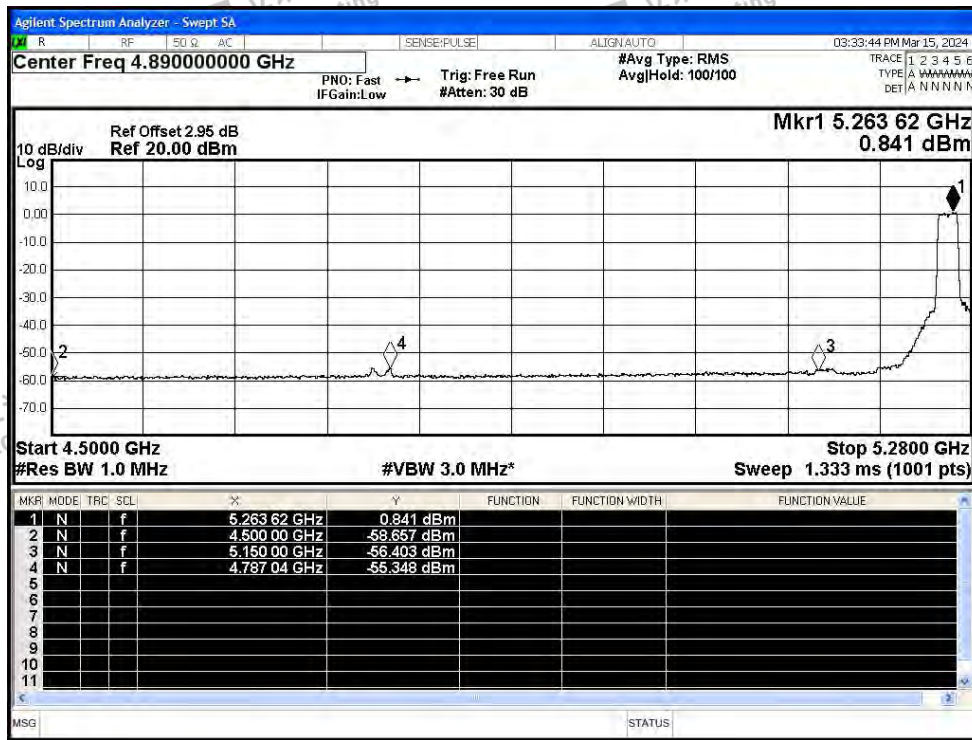 Agilent Spectrum Analyzer - Swept SA
LXI R RF 50 Ω AC SENSE:PULSE ALIGN AUTO 03:33:44 PM Mar 15, 2024
Center Freq 4.890000000 GHz
PNO: Fast
IFGain:Low
Trig: Free Run
#Atten: 30 dB
#Avg Type: RMS
Avg|Hold: 100/100
TRACE 1 2 3 4 5 6
TYPE A WWWWW
DET A N N N N N
Mkr1 5.263 62 GHz
0.841 dBm
Ref Offset 2.95 dB
10 dB/div Ref 20.00 dBm
Log
10.0
0.00
-10.0
-20.0
-30.0
-40.0
-50.0
-60.0
-70.0
1
2
4
3
Start 4.5000 GHz Stop 5.2800 GHz
#Res BW 1.0 MHz #VBW 3.0 MHz* Sweep 1.333 ms (1001 pts)
MKR MODE TRC SCL X Y FUNCTION FUNCTION WIDTH FUNCTION VALUE
1 N f 5.263 62 GHz 0.841 dBm
2 N f 4.500 00 GHz -58.657 dBm
3 N f 5.150 00 GHz -56.403 dBm
4 N f 4.787 04 GHz -55.348 dBm
5
6
7
8
9
10
11
MSG STATUS